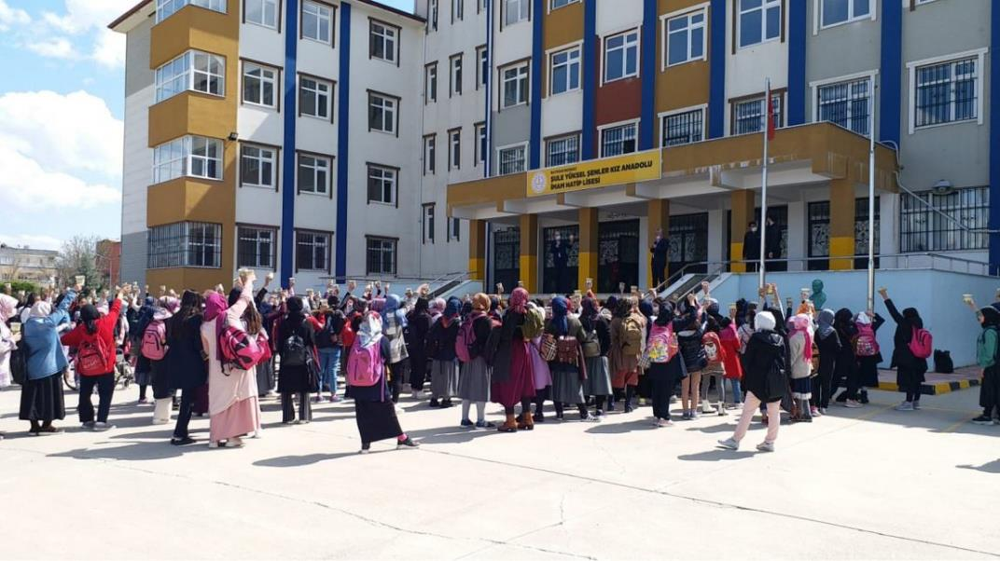 ŞULE YÜKSEL ŞENLER KIZ ANADOLU
İMAM HATİP LİSESİ